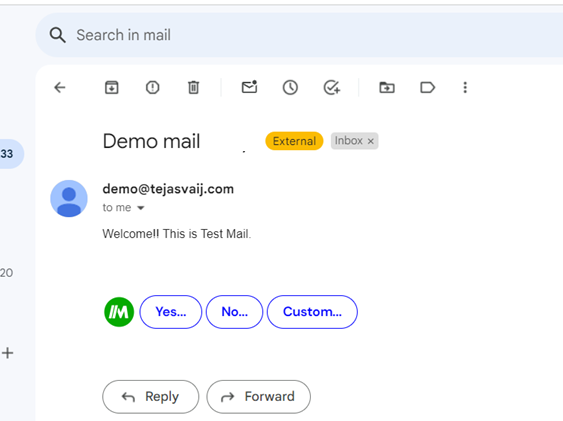 Search in mail
33
Demo mail
External
Inbox ×
demo@tejasvaij.com
to me
Welcome!! This is Test Mail.
20
M
Yes...
No...
Custom...
+
Reply
Forward